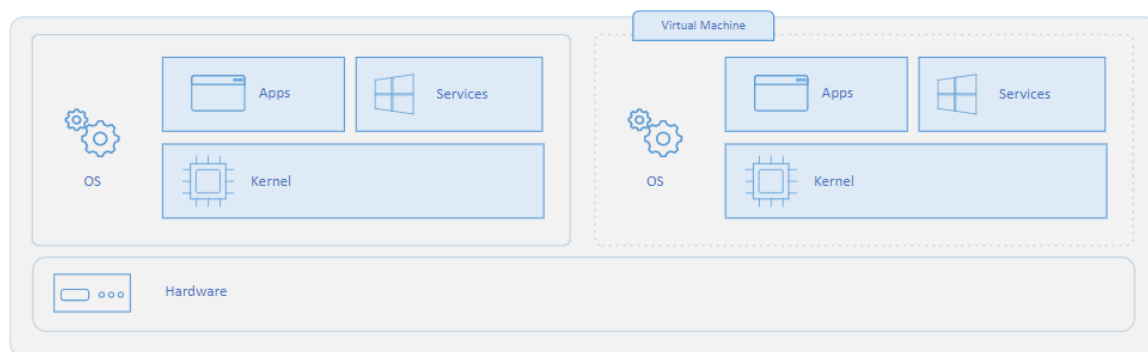 Virtual Machine
Apps
Services
OS
Kernel
Apps
Services
OS
Kernel
Hardware